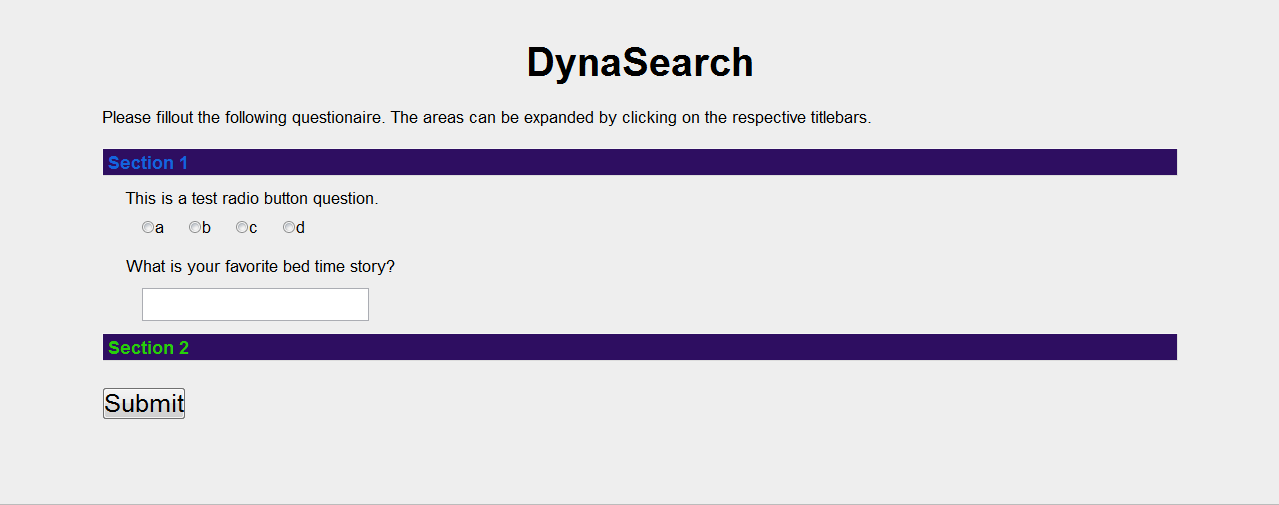 DynaSearch
Please fillout the following questionaire. The areas can be expanded by clicking on the respective titlebars.
Section 1
This is a test radio button question.
a b c d
What is your favorite bed time story?
Section 2
Submit